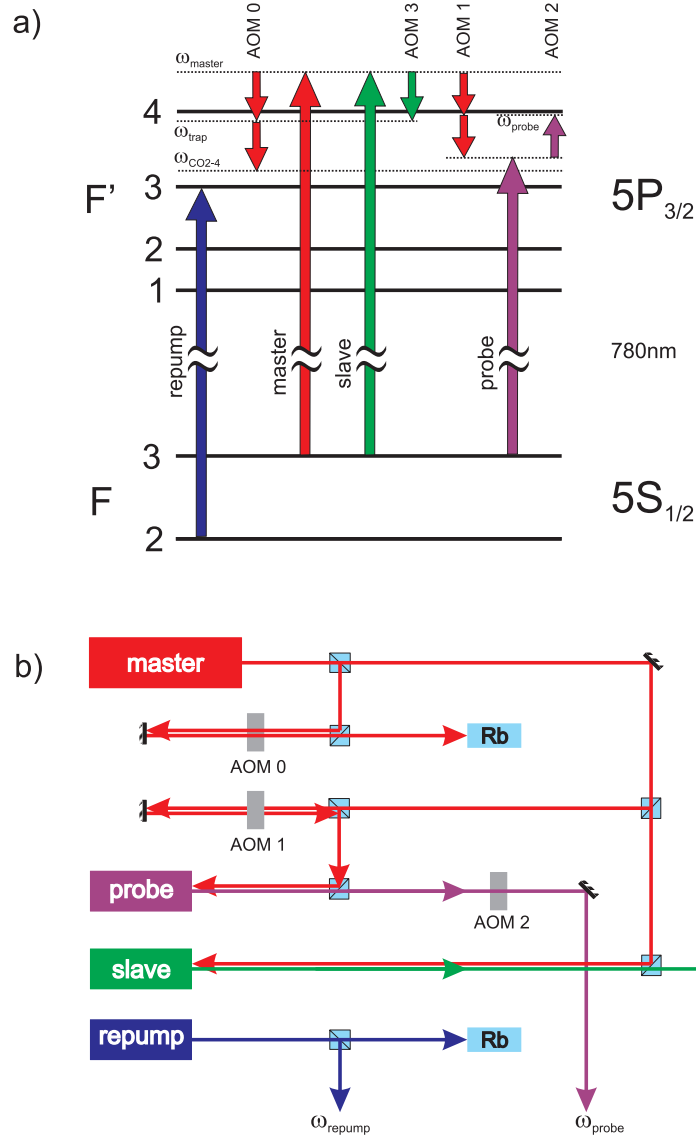 a)
AOM 0
AOM 3
AOM 1
AOM 2
ω_master
4
ω_trap
ω_probe
ω_CO2-4
3
F’
5P_3/2
2
1
repump
master
slave
probe
780nm
3
F
5S_1/2
2
b)
master
Rb
AOM 0
AOM 1
probe
AOM 2
slave
repump
Rb
ω_repump
ω_probe